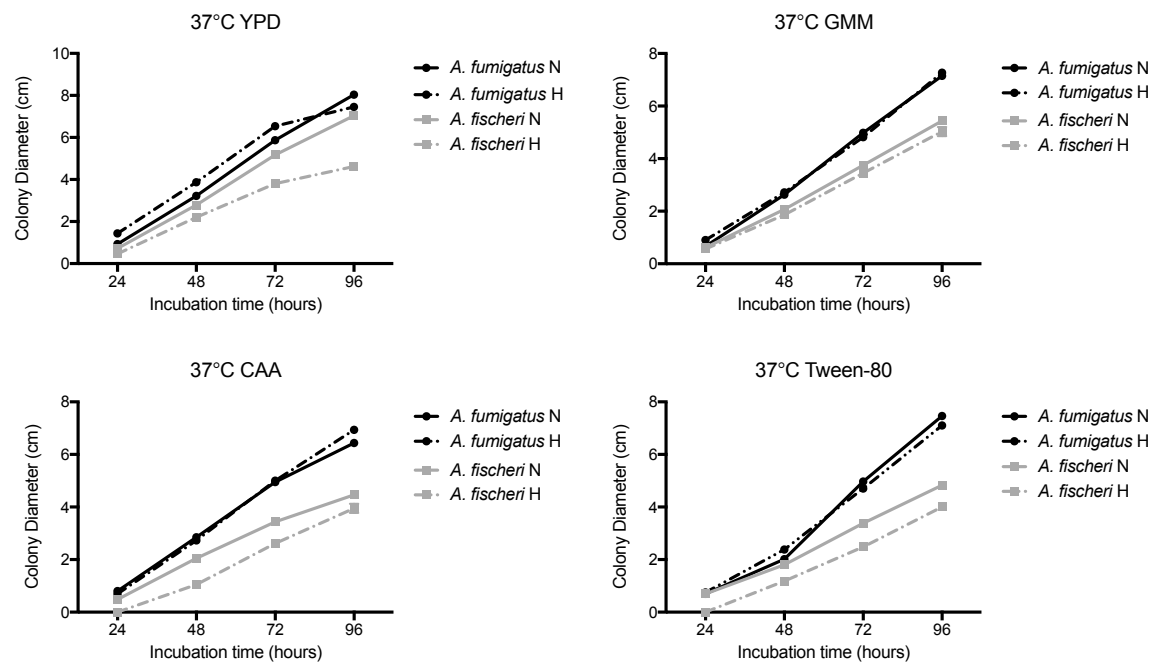 37°C YPD
10
8
6
4
2
0
24 48 72 96
Colony Diameter (cm)
Incubation time (hours)
A. fumigatus N
A. fumigatus H
A. fischeri N
A. fischeri H
37°C GMM
8
6
4
2
0
24 48 72 96
Colony Diameter (cm)
Incubation time (hours)
A. fumigatus N
A. fumigatus H
A. fischeri N
A. fischeri H
37°C CAA
8
6
4
2
0
24 48 72 96
Colony Diameter (cm)
Incubation time (hours)
A. fumigatus N
A. fumigatus H
A. fischeri N
A. fischeri H
37°C Tween-80
8
6
4
2
0
24 48 72 96
Colony Diameter (cm)
Incubation time (hours)
A. fumigatus N
A. fumigatus H
A. fischeri N
A. fischeri H